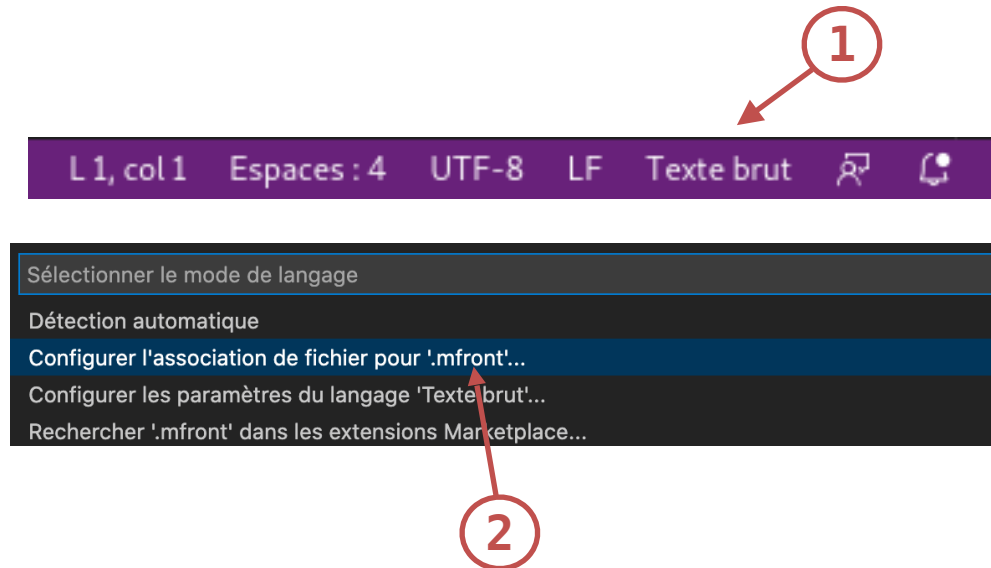 1
L 1, col 1 Espaces : 4 UTF-8 LF Texte brut
Sélectionner le mode de langage
Détection automatique
Configurer l'association de fichier pour '.mfront'...
Configurer les paramètres du langage 'Texte brut'...
Rechercher '.mfront' dans les extensions Marketplace...
2